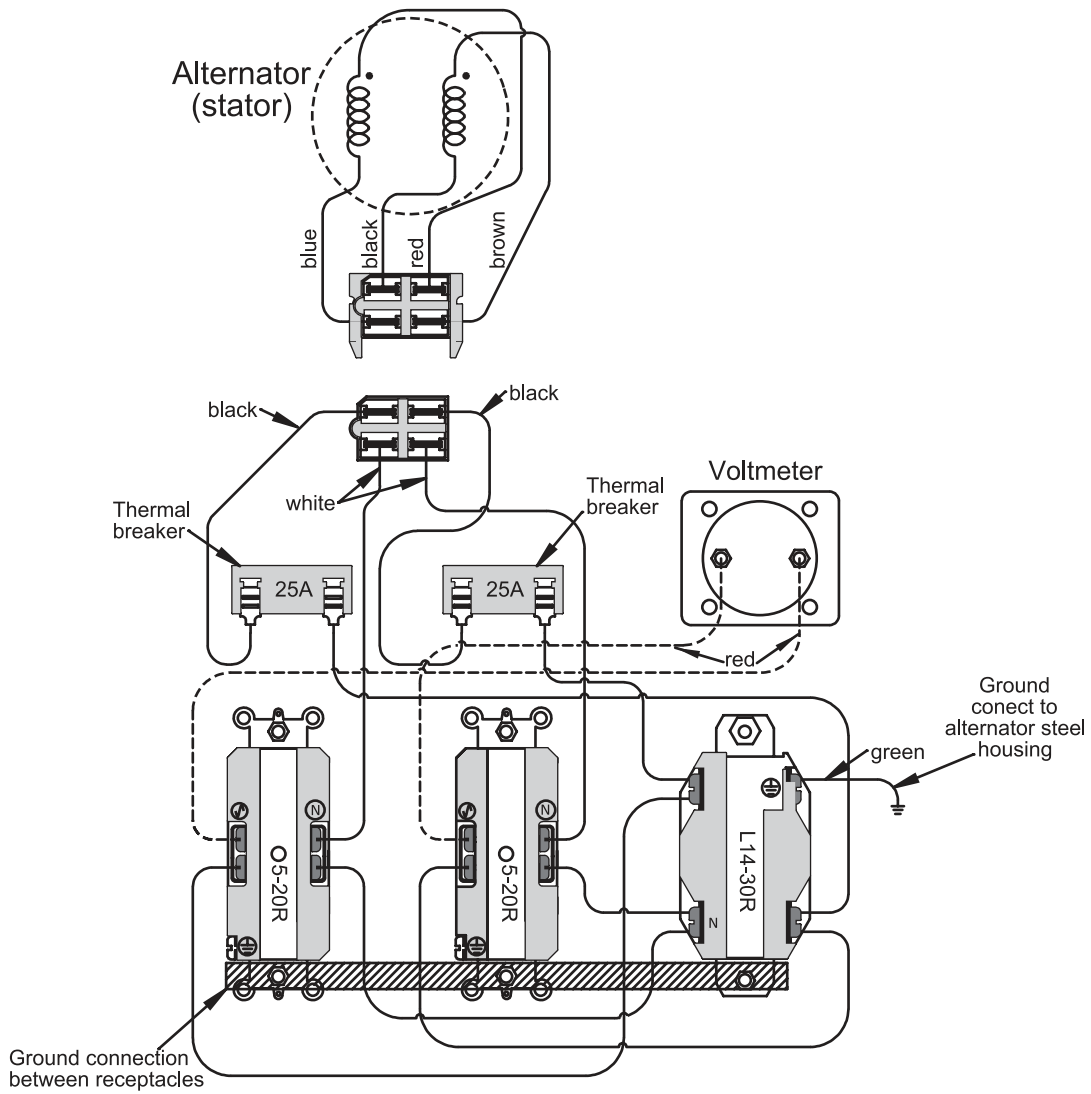 Alternator
(stator)
blue
black
red
brown
black
black
white
Voltmeter
Thermal
breaker
25A
Thermal
breaker
25A
red
Ground
conect to
alternator steel
housing
green
N
5-20R
N
5-20R
L14-30R
N
Ground connection
between receptacles